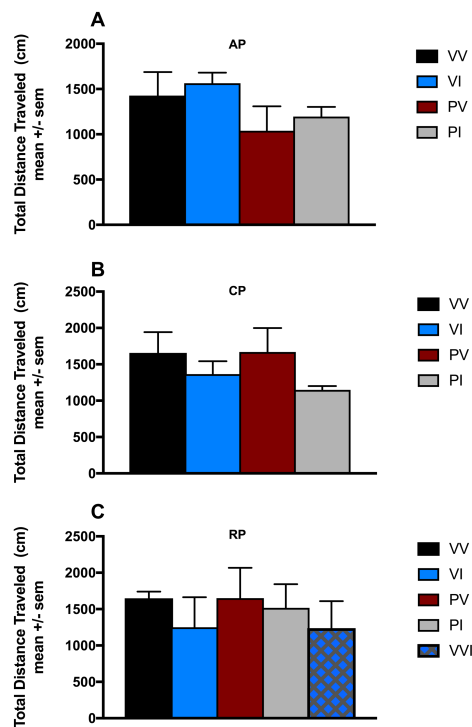 A
AP
Total Distance Traveled (cm)
mean +/- sem
2000
1500
1000
500
0
VV
VI
PV
PI
B
CP
Total Distance Traveled (cm)
mean +/- sem
2500
2000
1500
1000
500
0
VV
VI
PV
PI
C
RP
Total Distance Traveled (cm)
mean +/- sem
2500
2000
1500
1000
500
0
VV
VI
PV
PI
VVI